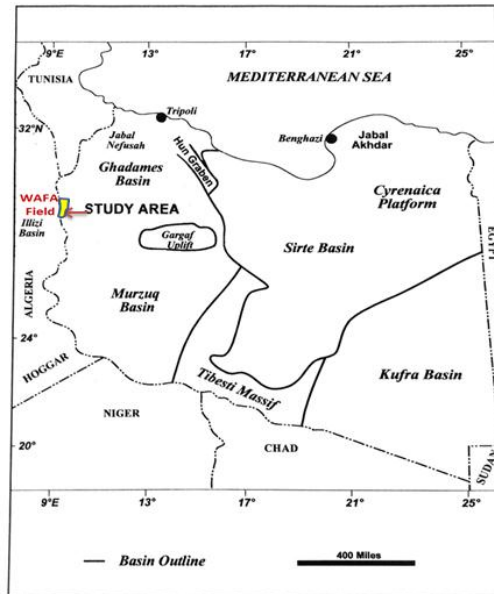 9°E 13° 17° 21° 25°
TUNISIA
MEDITERRANEAN SEA
Tripoli
32°N
Jabal
Nefusah
Benghazi
Jabal
Akhdar
Hun Graben
Ghadames
Basin
Cyrenaica
Platform
WAFA
Field
STUDY AREA
Illizi
Basin
Gargaf
Uplift
Sirte Basin
EGYPT
ALGERIA
Murzuq
Basin
24°
HOGGAR
Tibesti Massif
Kufra Basin
NIGER
CHAD
20°
SUDAN
9°E 13° 17° 21° 25°
Basin Outline
400 Miles